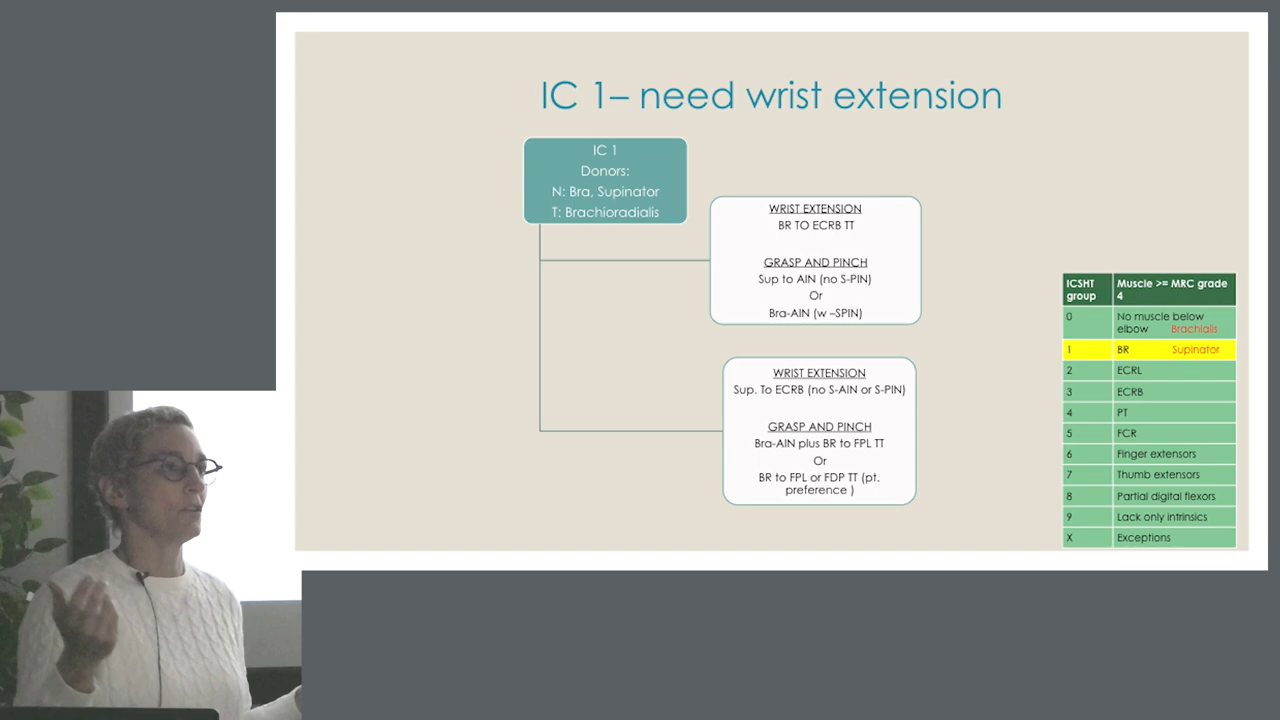 IC 1– need wrist extension
IC 1
Donors:
N: Bra, Supinator
T: Brachioradialis
WRIST EXTENSION
BR TO ECRB TT
GRASP AND PINCH
Sup to AIN (no S-PIN)
Or
Bra-AIN (w –SPIN)
WRIST EXTENSION
Sup. To ECRB (no S-AIN or S-PIN)
GRASP AND PINCH
Bra-AIN plus BR to FPL TT
Or
BR to FPL or FDP TT (pt.
preference )
ICSHT group Muscle >= MRC grade 4
0 No muscle below elbow Brachialis
1 BR Supinator
2 ECRL
3 ECRB
4 PT
5 FCR
6 Finger extensors
7 Thumb extensors
8 Partial digital flexors
9 Lack only intrinsics
X Exceptions